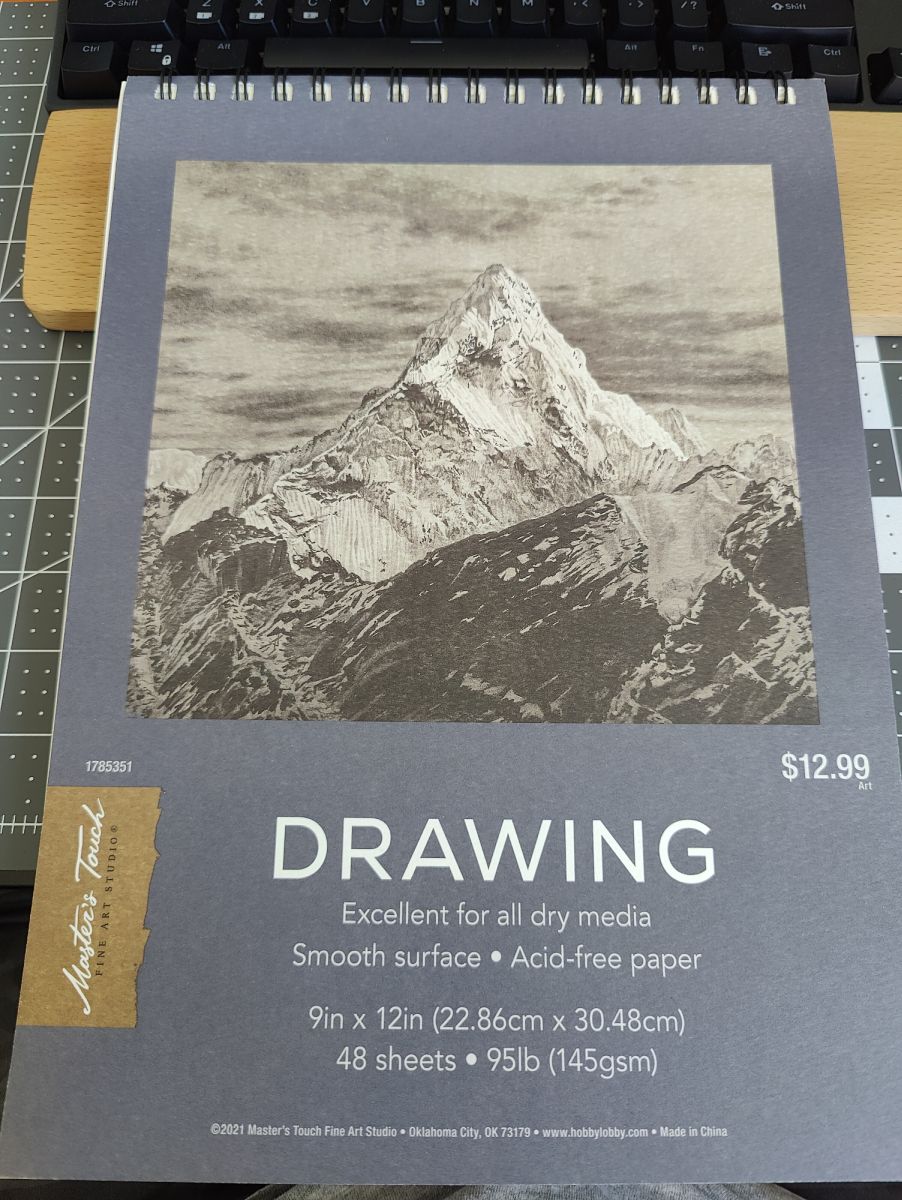 Shift Z X C V B N M < > /? Shift
Ctrl Alt Alt Fn Ctrl
1785351
$12.99
Art
Master's Touch
FINE ART STUDIO®
DRAWING
Excellent for all dry media
Smooth surface • Acid-free paper
9in x 12in (22.86cm x 30.48cm)
48 sheets • 95lb (145gsm)
©2021 Master's Touch Fine Art Studio • Oklahoma City, OK 73179 • www.hobbylobby.com • Made in China